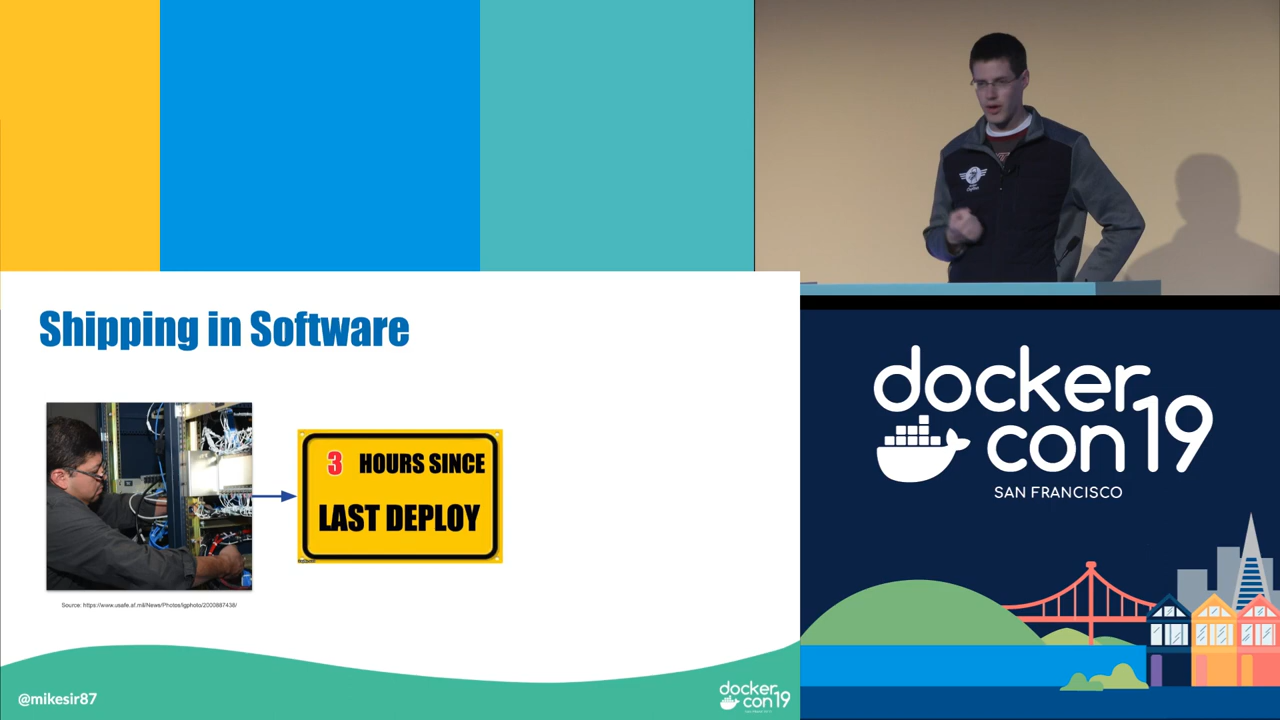 Shipping in Software
3 HOURS SINCE
LAST DEPLOY
Source: https://www.usafe.af.mil/News/Photos/igphoto/2000887438/
@mikesir87
docker
con19
docker
con19
SAN FRANCISCO